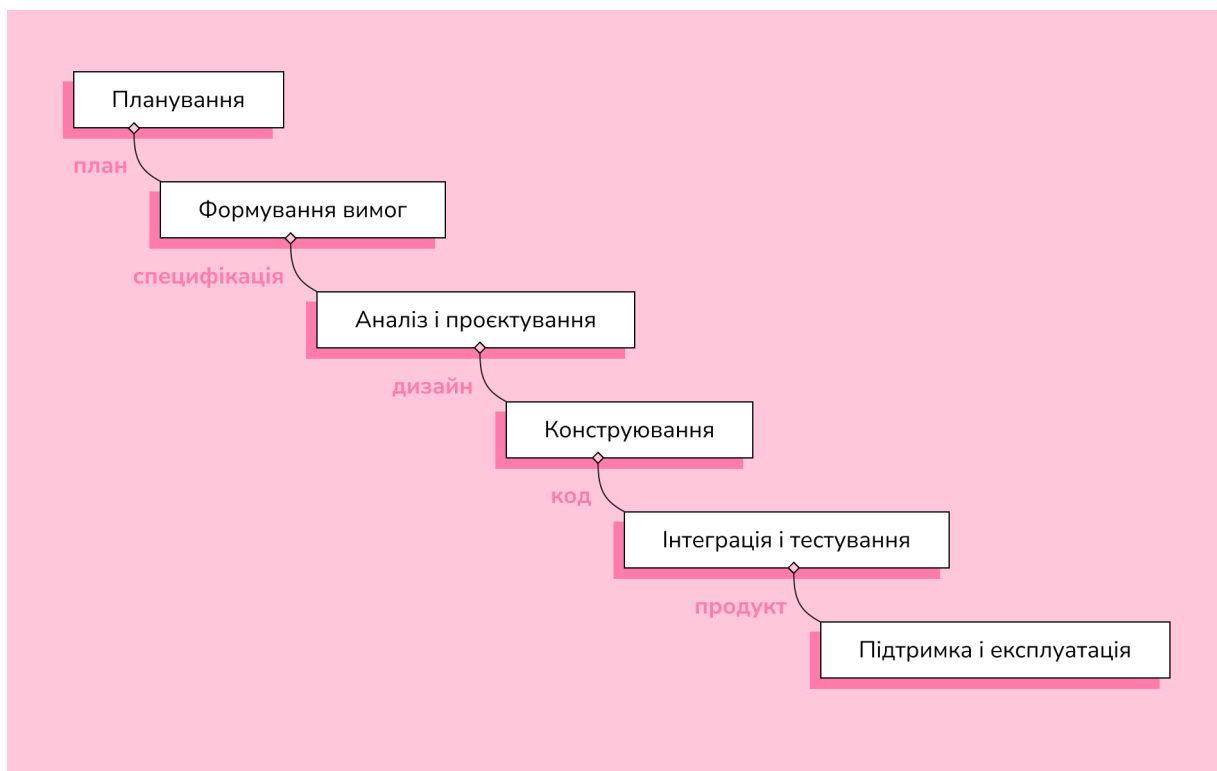 Планування
план
Формування вимог
специфікація
Аналіз і проєктування
дизайн
Конструювання
код
Інтеграція і тестування
продукт
Підтримка і експлуатація